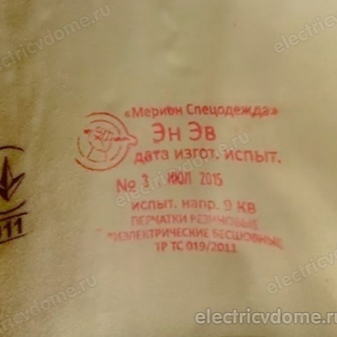 electricvdome.ru
«Мерион Спецодежда»
Эн Эв
дата изгот. испыт.
№ 3 ИЮЛ 2015
испыт. напр. 9 кв
ПЕРЧАТКИ РЕЗИНОВЫЕ
ДИЭЛЕКТРИЧЕСКИЕ БЕСШОВНЫЕ
ТР ТС 019/2011
11
electricvdome.ru